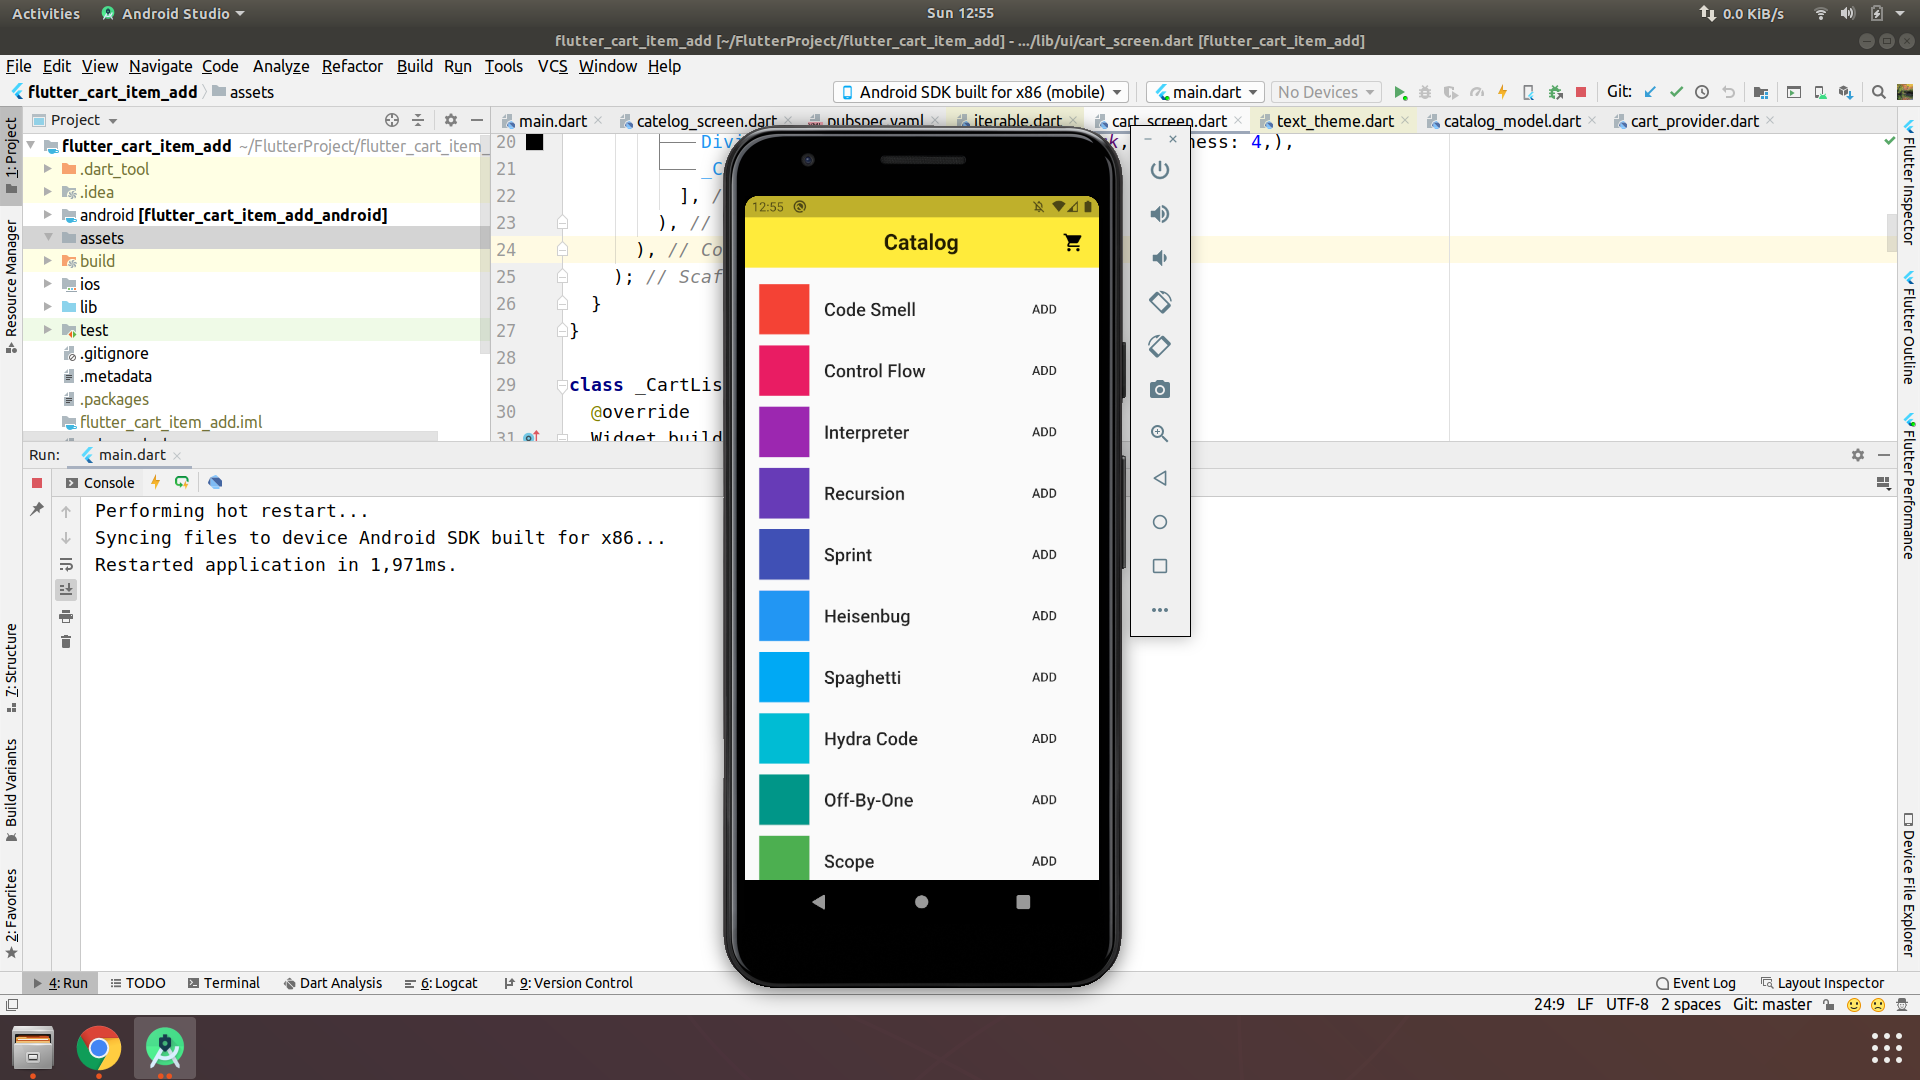 Activities Android Studio Sun 12:55 0.0 KiB/s
flutter_cart_item_add [~/FlutterProject/flutter_cart_item_add] - .../lib/ui/cart_screen.dart [flutter_cart_item_add]
File Edit View Navigate Code Analyze Refactor Build Run Tools VCS Window Help
flutter_cart_item_add assets Android SDK built for x86 (mobile) main.dart No Devices Git:
Project
main.dart catelog_screen.dart pubspec.yaml iterable.dart cart_screen.dart text_theme.dart catalog_model.dart cart_provider.dart
flutter_cart_item_add ~/FlutterProject/flutter_cart_item_
.dart_tool
.idea
android [flutter_cart_item_add_android]
assets
build
ios
lib
test
.gitignore
.metadata
.packages
flutter_cart_item_add.iml
20 Divi k, ness: 4,),
21 _C
22 ], /
23 ), //
24 ), // Co
25 ); // Scaf
26 }
27 }
28
29 class _CartLis
30 @override
31 Widget build
1: Project
Resource Manager
7: Structure
Build Variants
2: Favorites
Run: main.dart
Console
Performing hot restart...
Syncing files to device Android SDK built for x86...
Restarted application in 1,971ms.
12:55
Catalog
Code Smell ADD
Control Flow ADD
Interpreter ADD
Recursion ADD
Sprint ADD
Heisenbug ADD
Spaghetti ADD
Hydra Code ADD
Off-By-One ADD
Scope ADD
Flutter Inspector
Flutter Outline
Flutter Performance
Device File Explorer
4: Run TODO Terminal Dart Analysis 6: Logcat 9: Version Control Event Log Layout Inspector
24:9 LF UTF-8 2 spaces Git: master